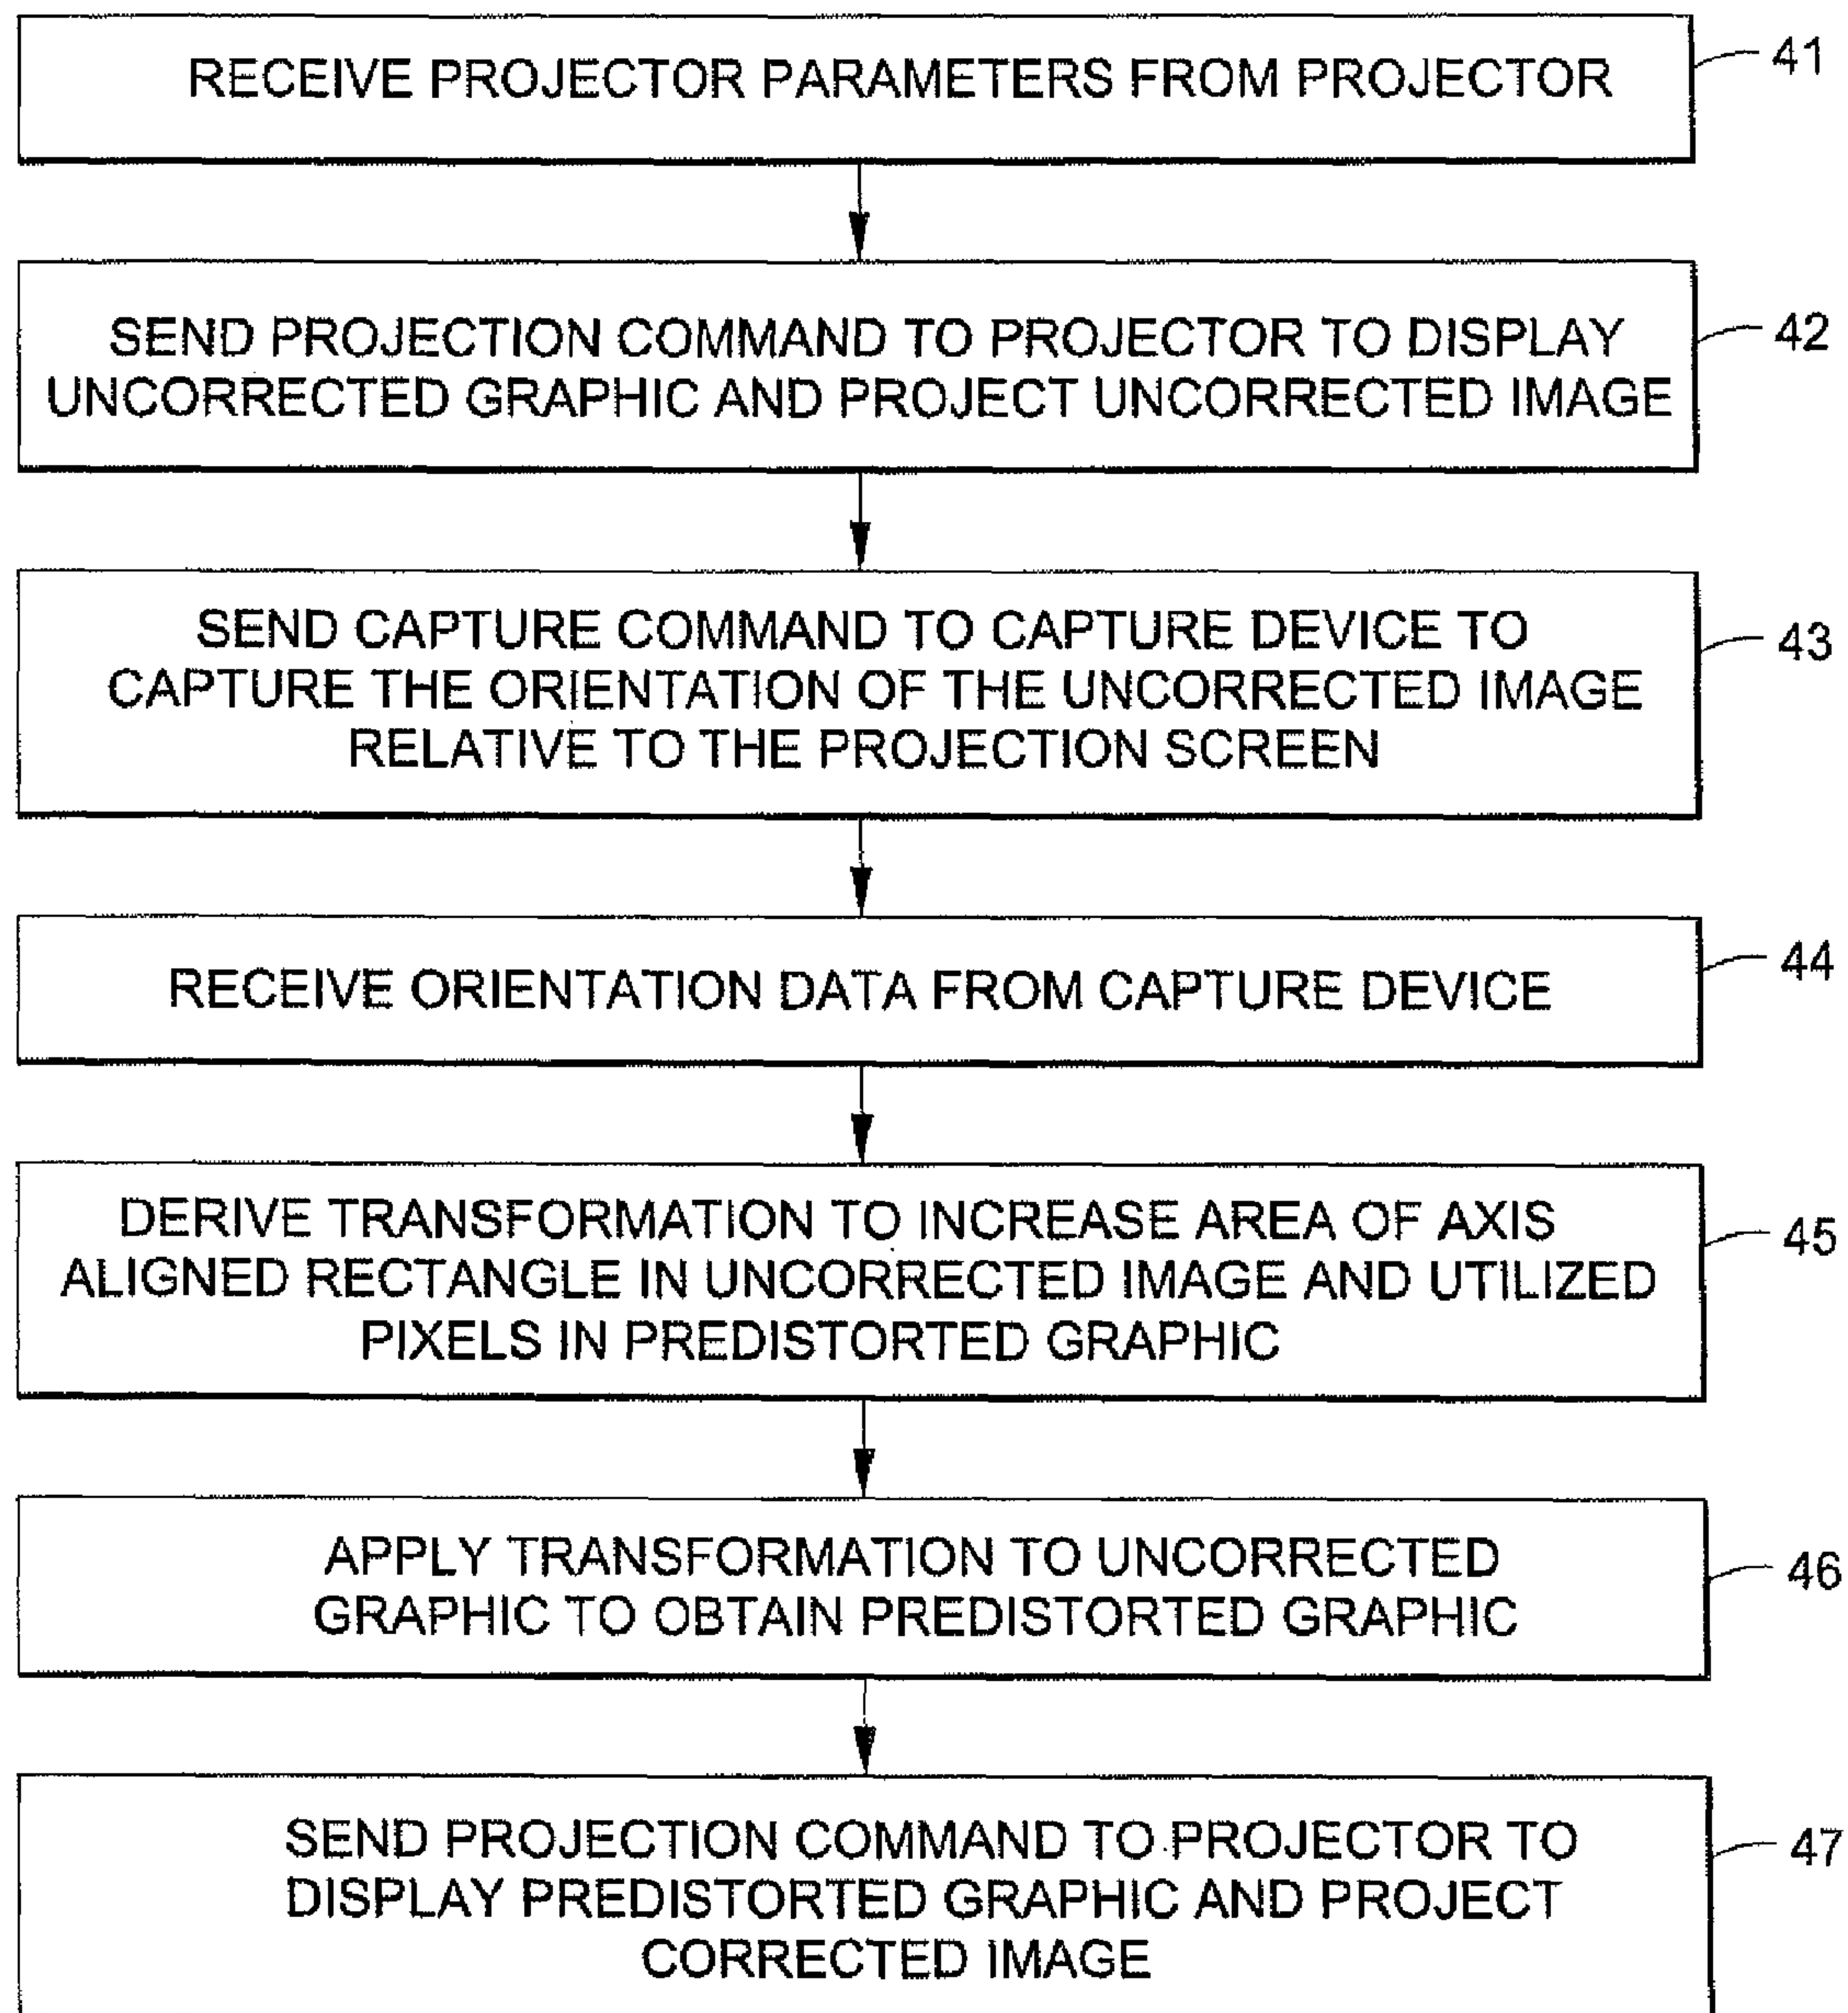 RECEIVE PROJECTOR PARAMETERS FROM PROJECTOR
41
SEND PROJECTION COMMAND TO PROJECTOR TO DISPLAY
UNCORRECTED GRAPHIC AND PROJECT UNCORRECTED IMAGE
42
SEND CAPTURE COMMAND TO CAPTURE DEVICE TO
CAPTURE THE ORIENTATION OF THE UNCORRECTED IMAGE
RELATIVE TO THE PROJECTION SCREEN
43
RECEIVE ORIENTATION DATA FROM CAPTURE DEVICE
44
DERIVE TRANSFORMATION TO INCREASE AREA OF AXIS
ALIGNED RECTANGLE IN UNCORRECTED IMAGE AND UTILIZED
PIXELS IN PREDISTORTED GRAPHIC
45
APPLY TRANSFORMATION TO UNCORRECTED
GRAPHIC TO OBTAIN PREDISTORTED GRAPHIC
46
SEND PROJECTION COMMAND TO PROJECTOR TO
DISPLAY PREDISTORTED GRAPHIC AND PROJECT
CORRECTED IMAGE
47